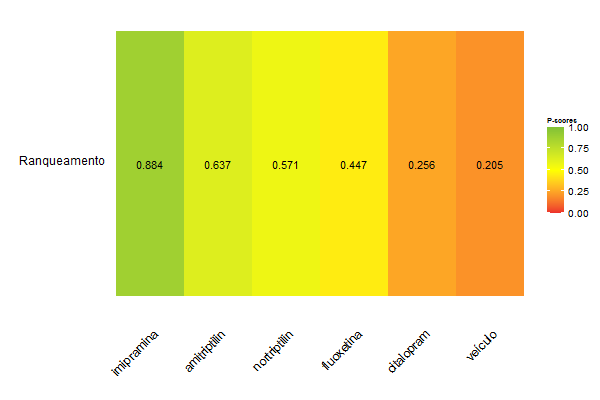 P-scores
1.00
0.75
0.50
0.25
0.00
Ranqueamento
0.884 0.637 0.571 0.447 0.256 0.205
imipramina
amitriptilin
nortriptilin
fluoxetina
citalopram
veículo